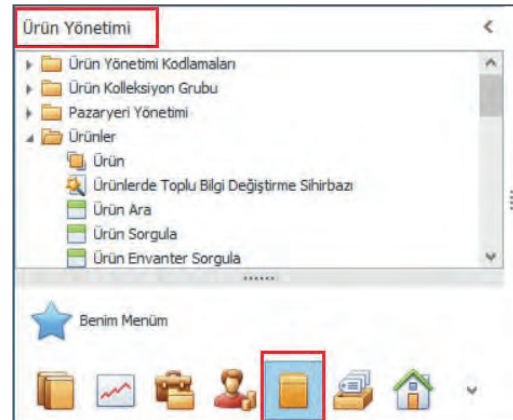 Ürün Yönetimi
Ürün Yönetimi Kodlamaları
Ürün Kolleksiyon Grubu
Pazaryeri Yönetimi
Ürünler
Ürün
Ürünlerde Toplu Bilgi Değiştirme Sihirbazı
Ürün Ara
Ürün Sorgula
Ürün Envanter Sorgula
Benim Menüm